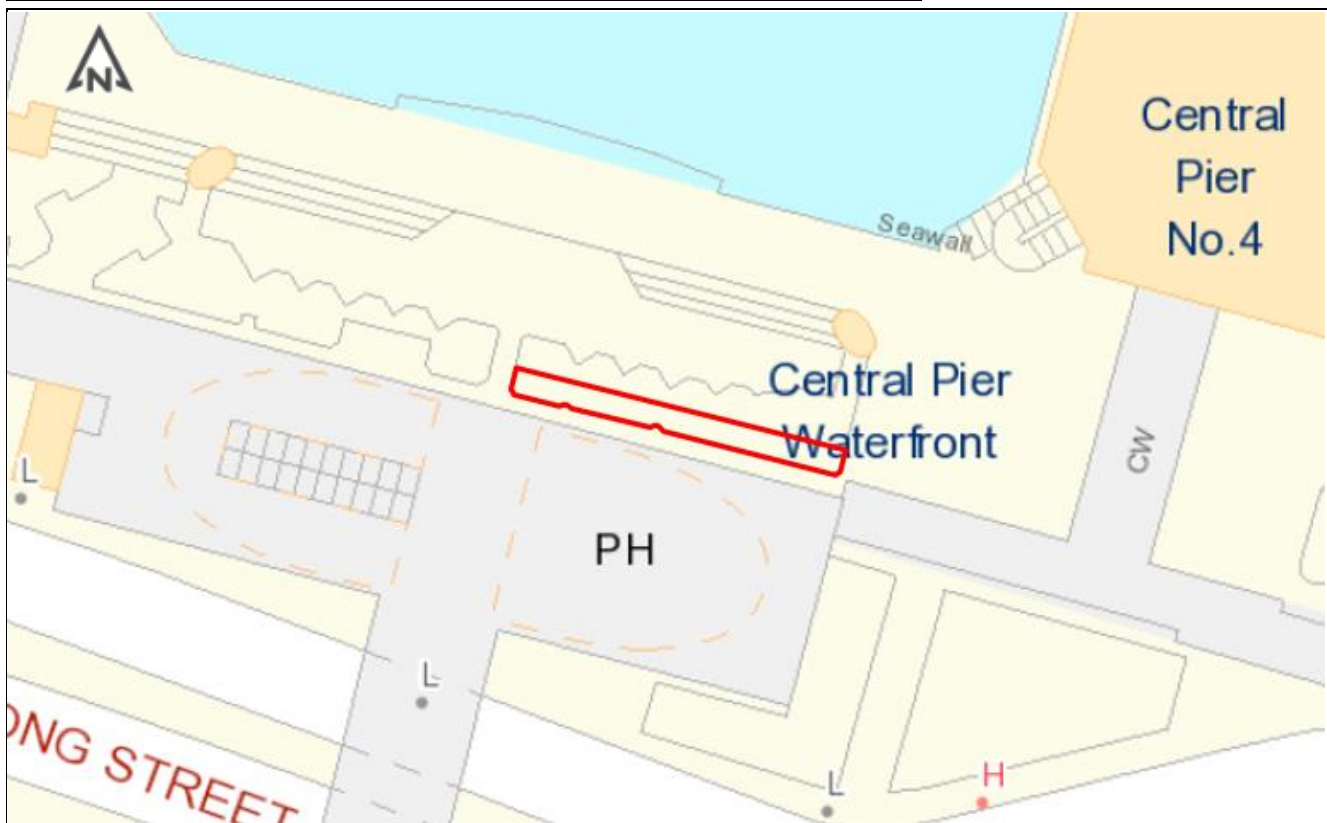 N
Central
Pier
No.4
Seawall
Central Pier
Waterfront
CW
L
PH
L
ONG STREET
L
H